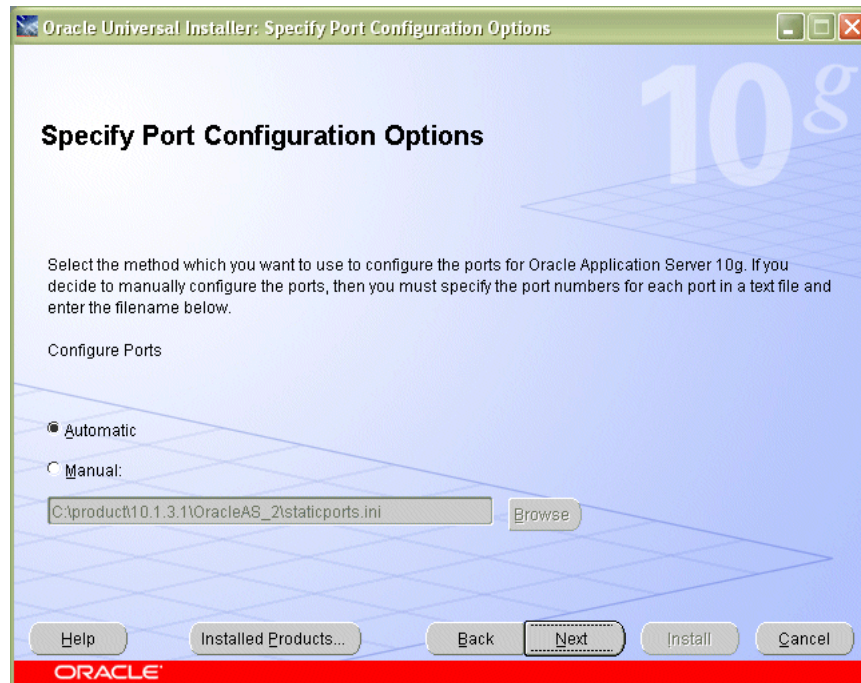 Oracle Universal Installer: Specify Port Configuration Options
10g
Specify Port Configuration Options
Select the method which you want to use to configure the ports for Oracle Application Server 10g. If you
decide to manually configure the ports, then you must specify the port numbers for each port in a text file and
enter the filename below.
Configure Ports
Automatic
Manual:
C:\product\10.1.3.1\OracleAS_2\staticports.ini
Browse
Help
Installed Products...
Back
Next
Install
Cancel
ORACLE